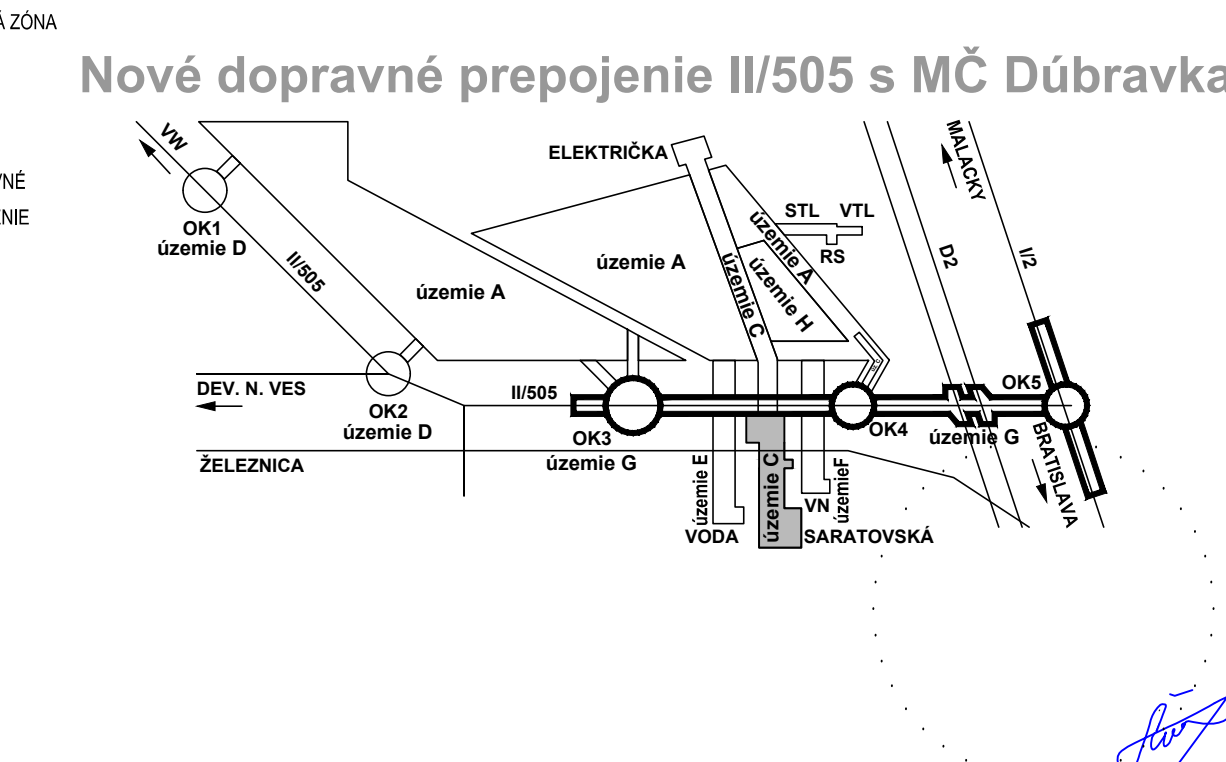 Á ZÓNA
Nové dopravné prepojenie II/505 s MČ Dúbravka
VNÉ
ENIE
VW
ELEKTRIČKA
MALACKY
OK1
území D
STL VTL
RS
územie A
D2
I/2
II/505
územie A
územie A
územie C
územie H
DEV. N. VES
II/505
OK5
OK2
územie D
OK3
územie G
OK4
územie G
ŽELEZNICA
BRATISLAVA
územie E
územie C
VN
územieF
VODA
SARATOVSKÁ